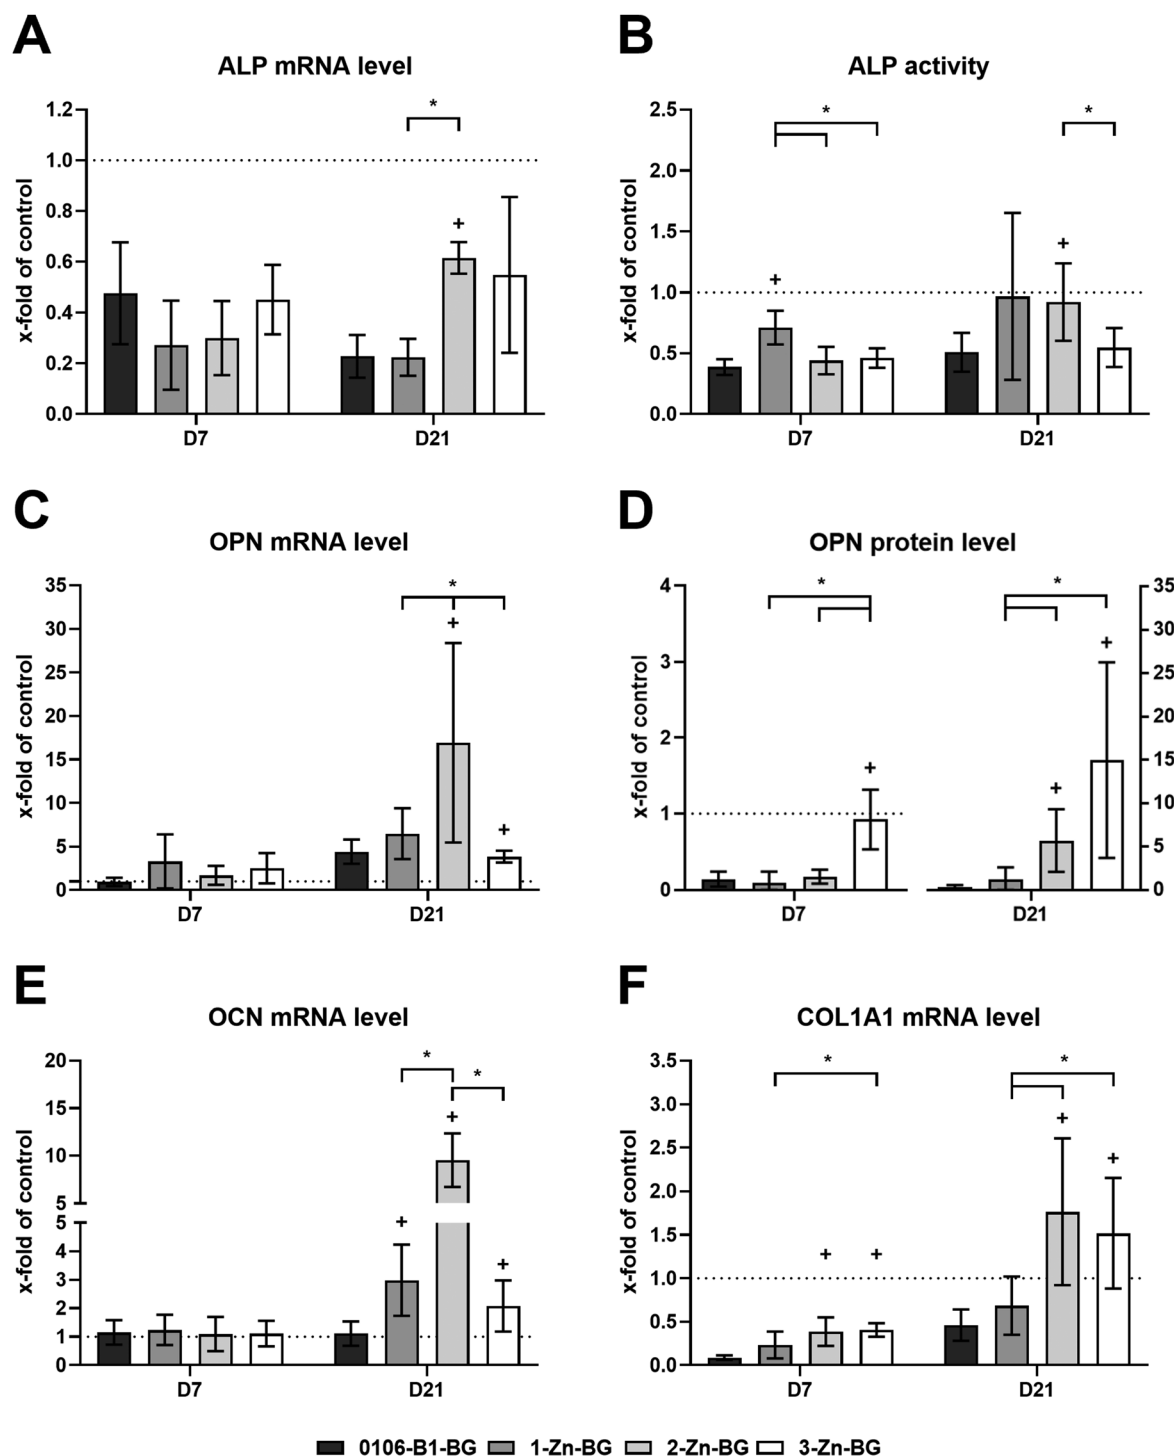 A
ALP mRNA level
x-fold of control
1.2
1.0
0.8
0.6
0.4
0.2
0.0
*
+
D7
D21
B
ALP activity
x-fold of control
2.5
2.0
1.5
1.0
0.5
0.0
*
*
+
+
D7
D21
C
OPN mRNA level
x-fold of control
35
30
25
20
15
10
5
0
*
+
+
D7
D21
D
OPN protein level
x-fold of control
4
3
2
1
0
*
*
+
+
+
35
30
25
20
15
10
5
0
D7
D21
E
OCN mRNA level
x-fold of control
20
15
10
5
5
4
3
2
1
0
*
*
+
+
+
D7
D21
F
COL1A1 mRNA level
x-fold of control
3.5
3.0
2.5
2.0
1.5
1.0
0.5
0.0
*
*
+
+
+
+
D7
D21
0106-B1-BG 1-Zn-BG 2-Zn-BG 3-Zn-BG